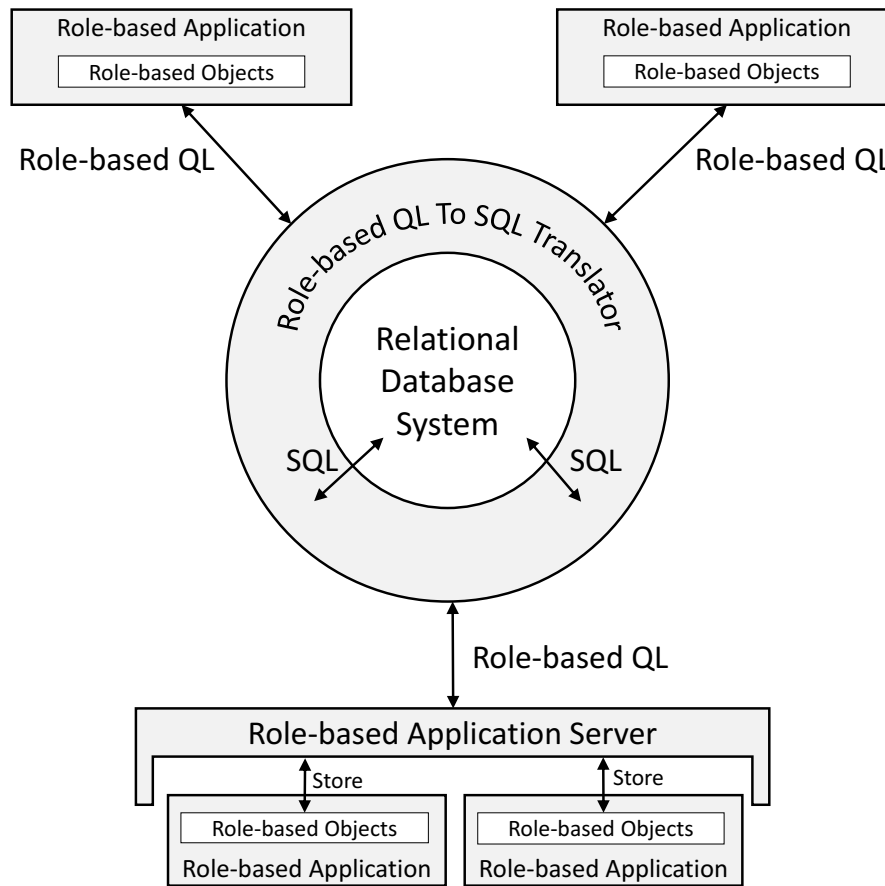 Role-based Application
Role-based Objects
Role-based Application
Role-based Objects
Role-based QL
Role-based QL
Role-based QL To SQL Translator
Relational
Database
System
SQL
SQL
Role-based QL
Role-based Application Server
Store
Store
Role-based Objects
Role-based Application
Role-based Objects
Role-based Application